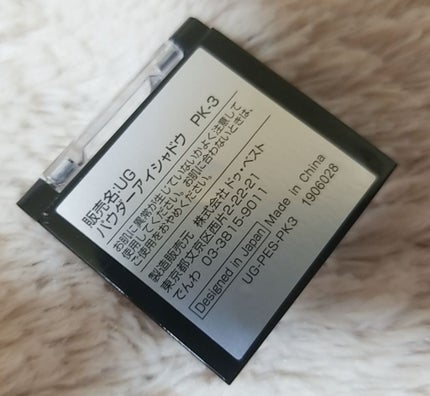 販売名:UG
パウダーアイシャドウ PK-3
お肌に異常が生じていないかよく注意して
使用してください。お肌に合わないときは、
ご使用をおやめください。
製造販売元 株式会社 ドゥ・ベスト
東京都文京区西片2-22-21
でんわ 03-3815-9011
Designed in Japan Made in China
UG-PES-PK3 1906028